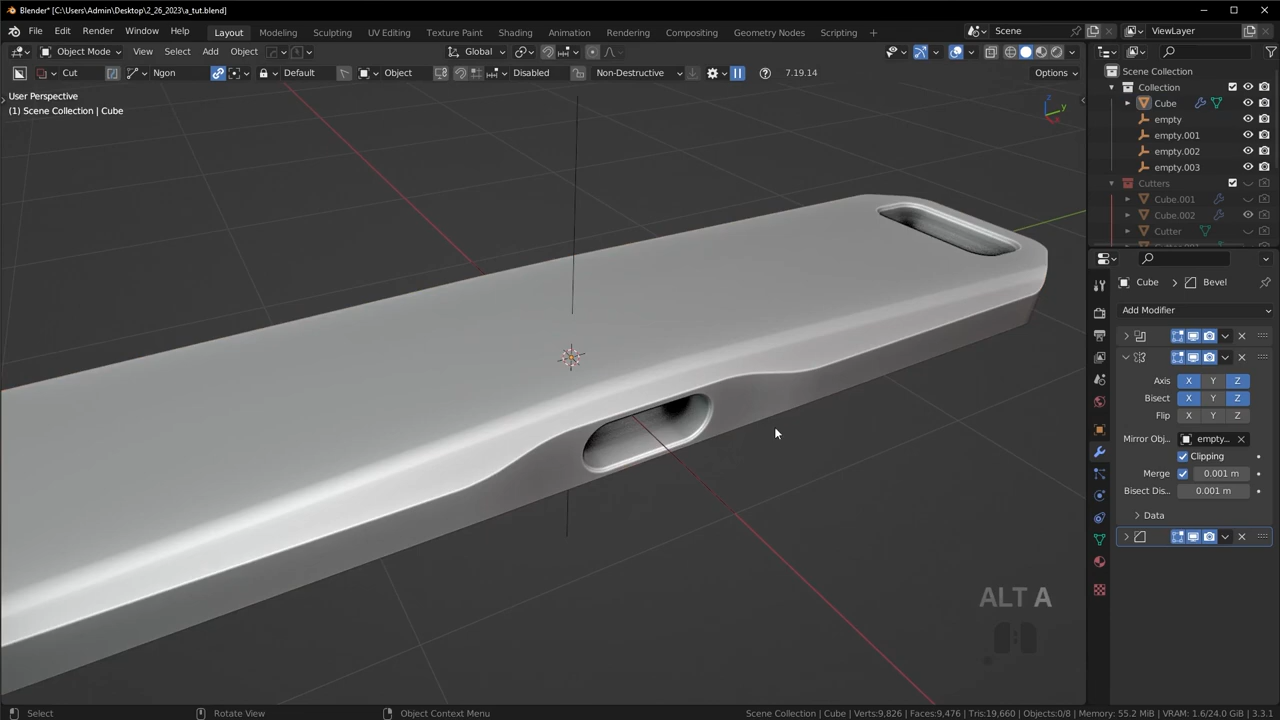 Blender* [C:\Users\Admin\Desktop\2_26_2023\a_tut.blend]
File Edit Render Window Help Layout Modeling Sculpting UV Editing Texture Paint Shading Animation Rendering Compositing Geometry Nodes Scripting Scene ViewLayer
Object Mode View Select Add Object Global
Cut Ngon Default Object Disabled Non-Destructive 7.19.14 Options
User Perspective
(1) Scene Collection | Cube
Z
Y
X
Scene Collection
Collection
Cube
empty
empty.001
empty.002
empty.003
Cutters
Cube.001
Cube.002
Cutter
Cube > Bevel
Add Modifier
Axis X Y Z
Bisect X Y Z
Flip X Y Z
Mirror Obj.. empty...
Clipping
Merge 0.001 m
Bisect Dis... 0.001 m
Data
ALT A
Select Rotate View Object Context Menu Scene Collection | Cube | Verts:9,826 | Faces:9,476 | Tris:19,660 | Objects:0/8 | Memory: 55.2 MiB | VRAM: 1.6/24.0 GiB | 3.3.1